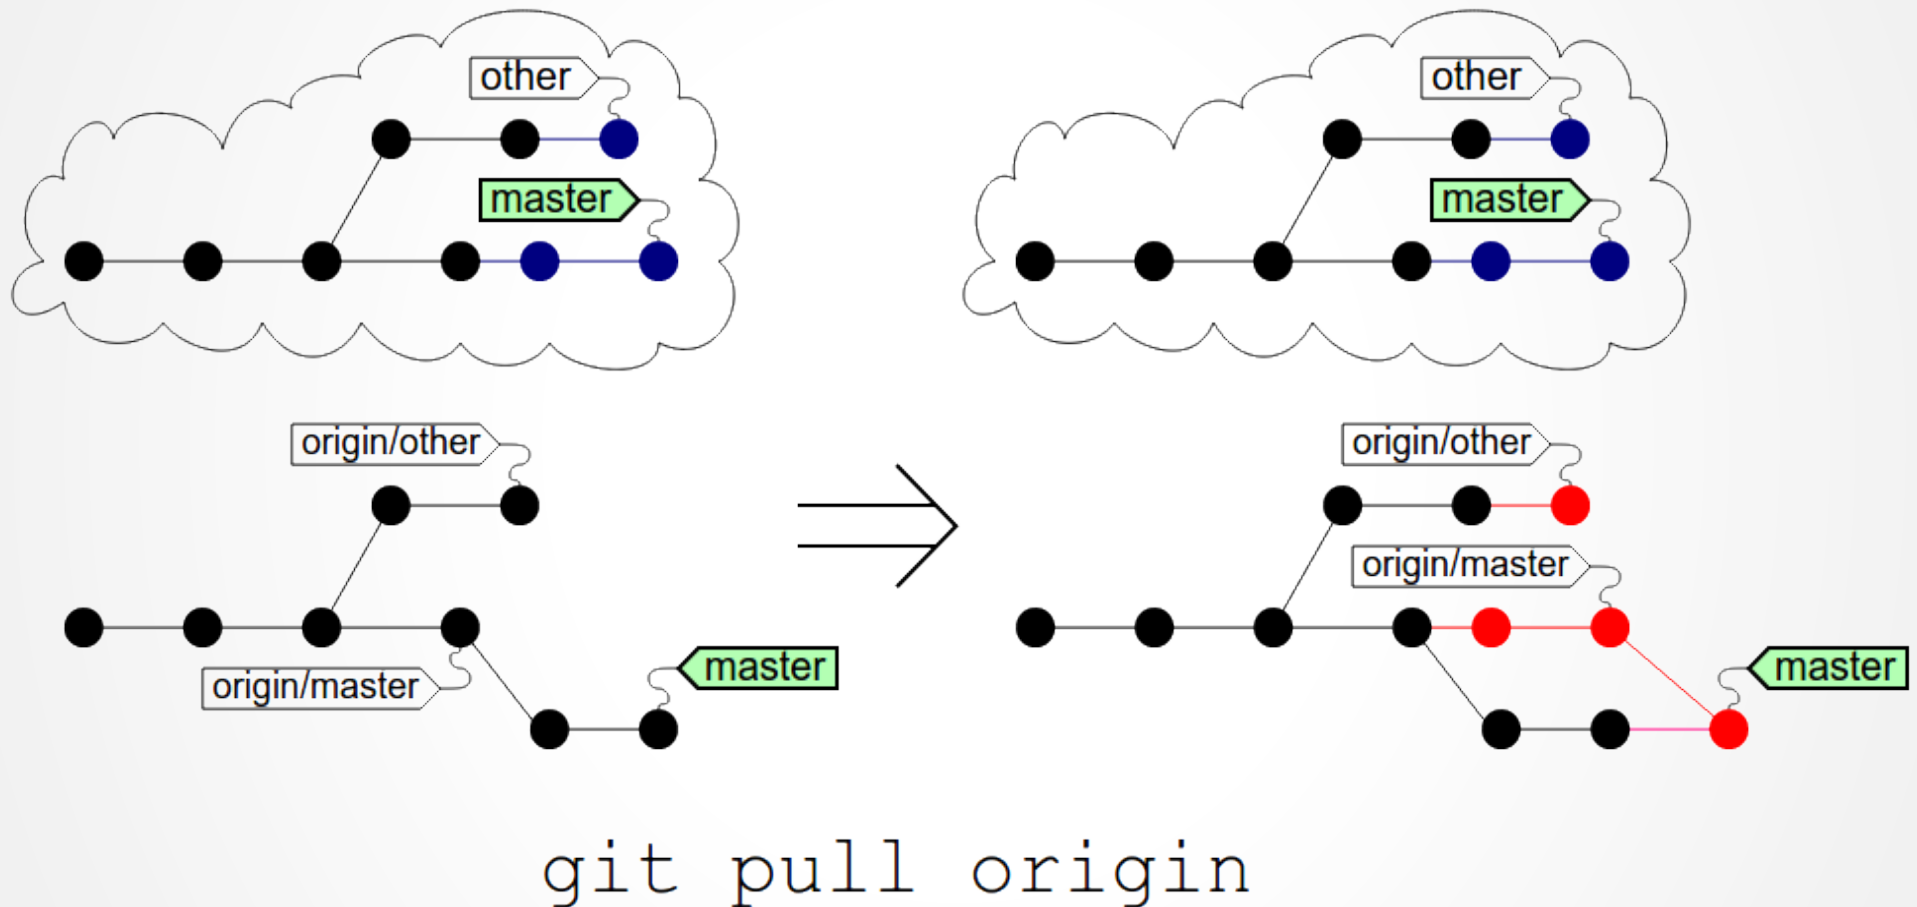 other
master
other
master
origin/other
origin/master
master
origin/other
origin/master
master
git pull origin